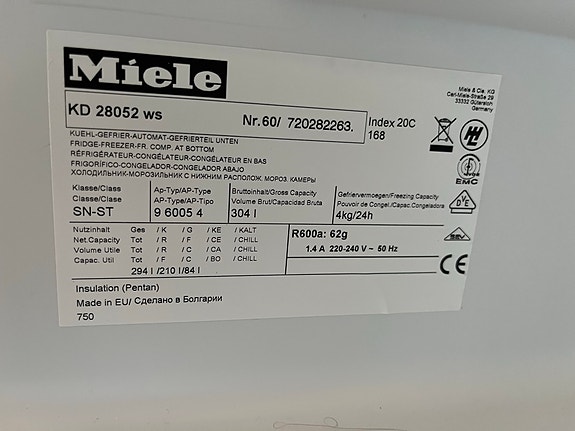 Miele
Miele & Cie. KG
Carl-Miele-Straße 29
33332 Gütersloh
Germany
KD 28052 ws
Nr.60/ 720282263.
Index 20C
168
KUEHL-GEFRIER-AUTOMAT-GEFRIERTEIL UNTEN
FRIDGE-FREEZER-FR. COMP. AT BOTTOM
RÉFRIGÉRATEUR-CONGÉLATEUR-CONGÉLATEUR EN BAS
FRIGORÍFICO-CONGELADOR-CONGELADOR ABAJO
ХОЛОДИЛЬНИК-МОРОЗИЛЬНИК С НИЖНИМ РАСПОЛОЖ. МОРОЗ. КАМЕРЫ
Klasse/Class
Classe/Clase
SN-ST
Ap-Typ/AP-Type
AP-Type/AP-Tipo
9 6005 4
Bruttoinhalt/Gross Capacity
Volume Brut/Capacidad Bruta
304 l
Gefriervermoegen/Freezing Capacity
Pouvoir de Congel./Capac.Congeladora
4kg/24h
Nutzinhalt Ges / K / G / KE / KALT
Net.Capacity Tot / R / F / CE / CHILL
Volume Utile Tot / R / C / CA / CHILL
Capac. Util Tot / F / C / BO / CHILL
294 l /210 l /84 l
R600a: 62g
1.4 A 220-240 V ~ 50 Hz
EMC
DVE
SEV
CE
Insulation (Pentan)
Made in EU/ Сделано в Болгарии
750